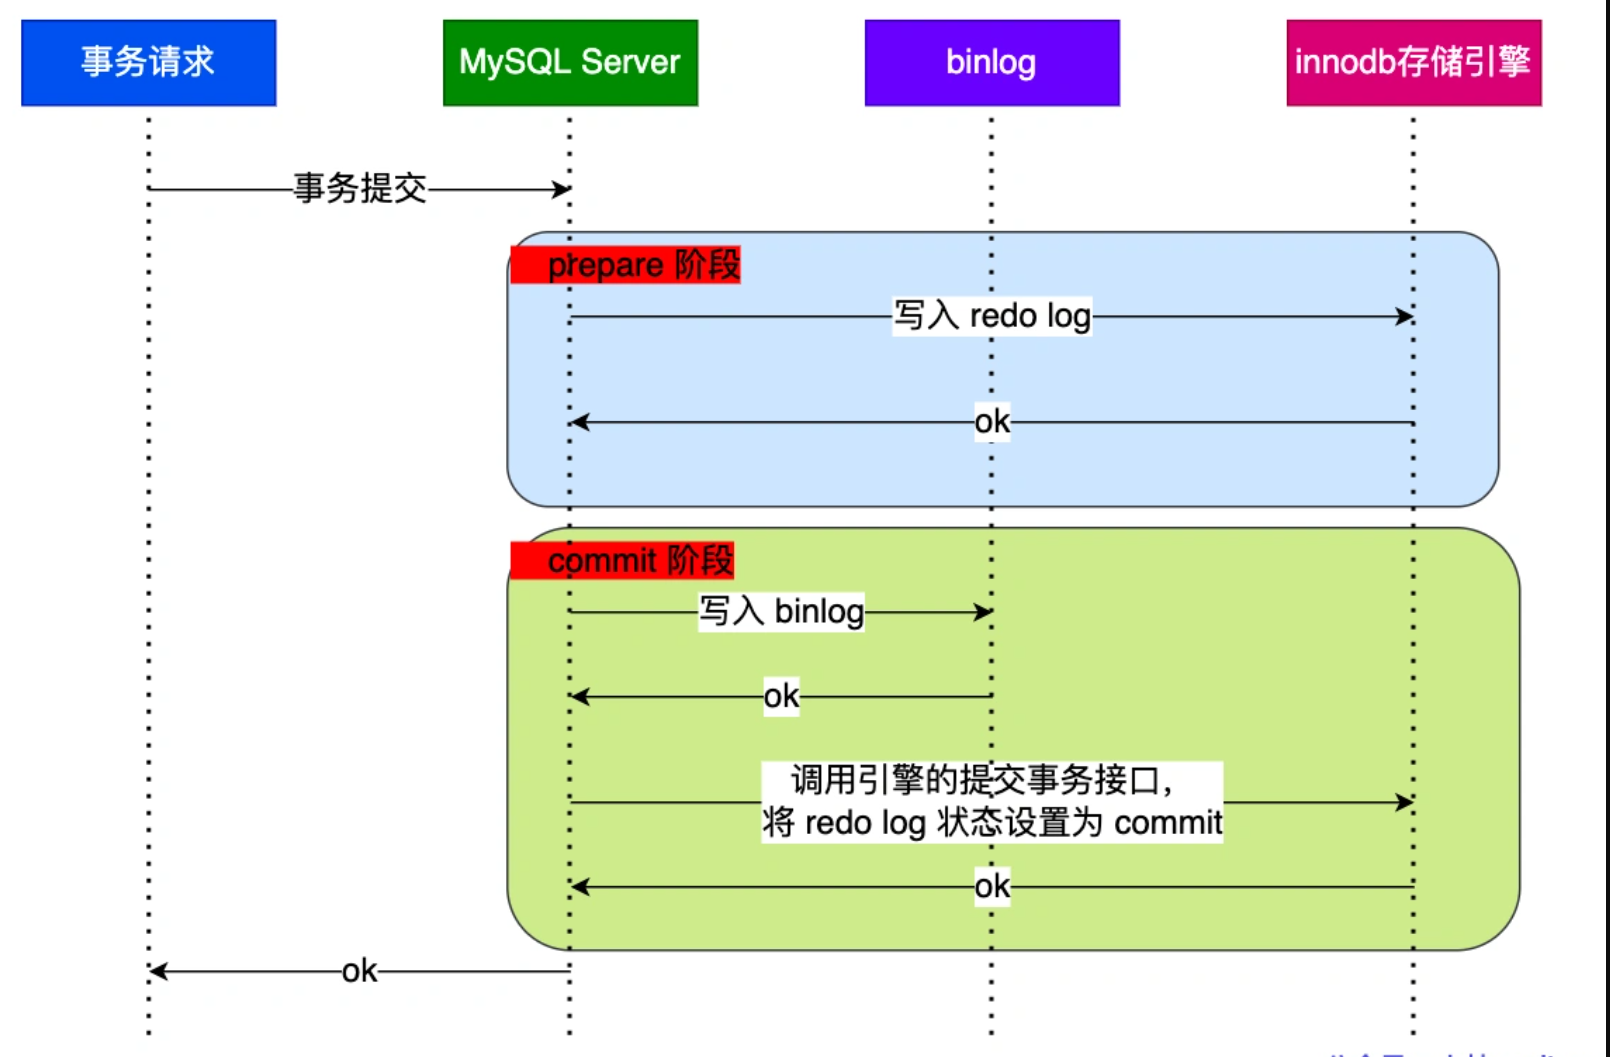 事务请求
MySQL Server
binlog
innodb存储引擎
事务提交
prepare 阶段
写入 redo log
ok
commit 阶段
写入 binlog
ok
调用引擎的提交事务接口，
将 redo log 状态设置为 commit
ok
ok